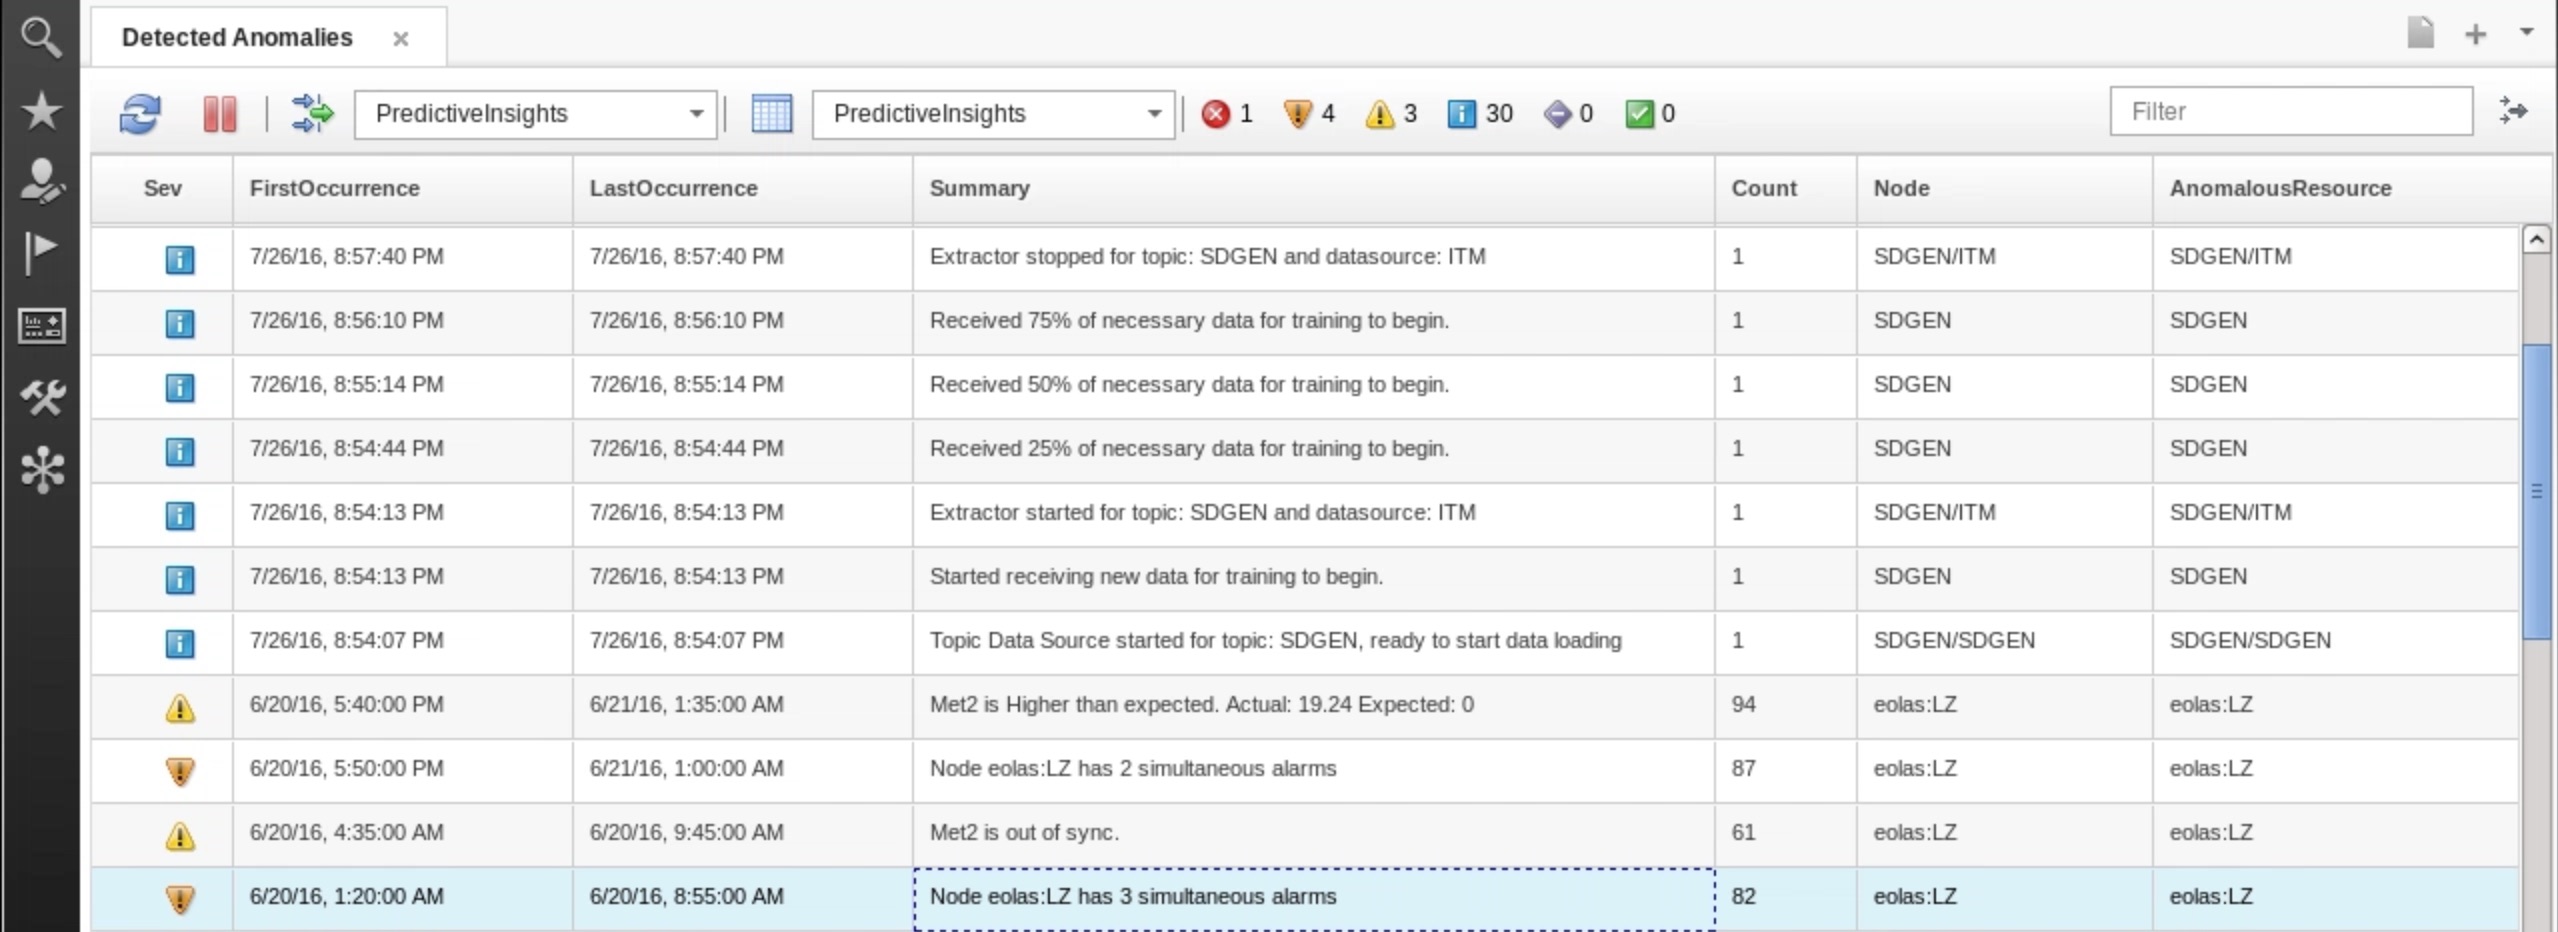 Detected Anomalies
PredictiveInsights PredictiveInsights 1 4 3 30 0 0 Filter
Sev FirstOccurrence LastOccurrence Summary Count Node AnomalousResource
7/26/16, 8:57:40 PM 7/26/16, 8:57:40 PM Extractor stopped for topic: SDGEN and datasource: ITM 1 SDGEN/ITM SDGEN/ITM
7/26/16, 8:56:10 PM 7/26/16, 8:56:10 PM Received 75% of necessary data for training to begin. 1 SDGEN SDGEN
7/26/16, 8:55:14 PM 7/26/16, 8:55:14 PM Received 50% of necessary data for training to begin. 1 SDGEN SDGEN
7/26/16, 8:54:44 PM 7/26/16, 8:54:44 PM Received 25% of necessary data for training to begin. 1 SDGEN SDGEN
7/26/16, 8:54:13 PM 7/26/16, 8:54:13 PM Extractor started for topic: SDGEN and datasource: ITM 1 SDGEN/ITM SDGEN/ITM
7/26/16, 8:54:13 PM 7/26/16, 8:54:13 PM Started receiving new data for training to begin. 1 SDGEN SDGEN
7/26/16, 8:54:07 PM 7/26/16, 8:54:07 PM Topic Data Source started for topic: SDGEN, ready to start data loading 1 SDGEN/SDGEN SDGEN/SDGEN
6/20/16, 5:40:00 PM 6/21/16, 1:35:00 AM Met2 is Higher than expected. Actual: 19.24 Expected: 0 94 eolas:LZ eolas:LZ
6/20/16, 5:50:00 PM 6/21/16, 1:00:00 AM Node eolas:LZ has 2 simultaneous alarms 87 eolas:LZ eolas:LZ
6/20/16, 4:35:00 AM 6/20/16, 9:45:00 AM Met2 is out of sync. 61 eolas:LZ eolas:LZ
6/20/16, 1:20:00 AM 6/20/16, 8:55:00 AM Node eolas:LZ has 3 simultaneous alarms 82 eolas:LZ eolas:LZ